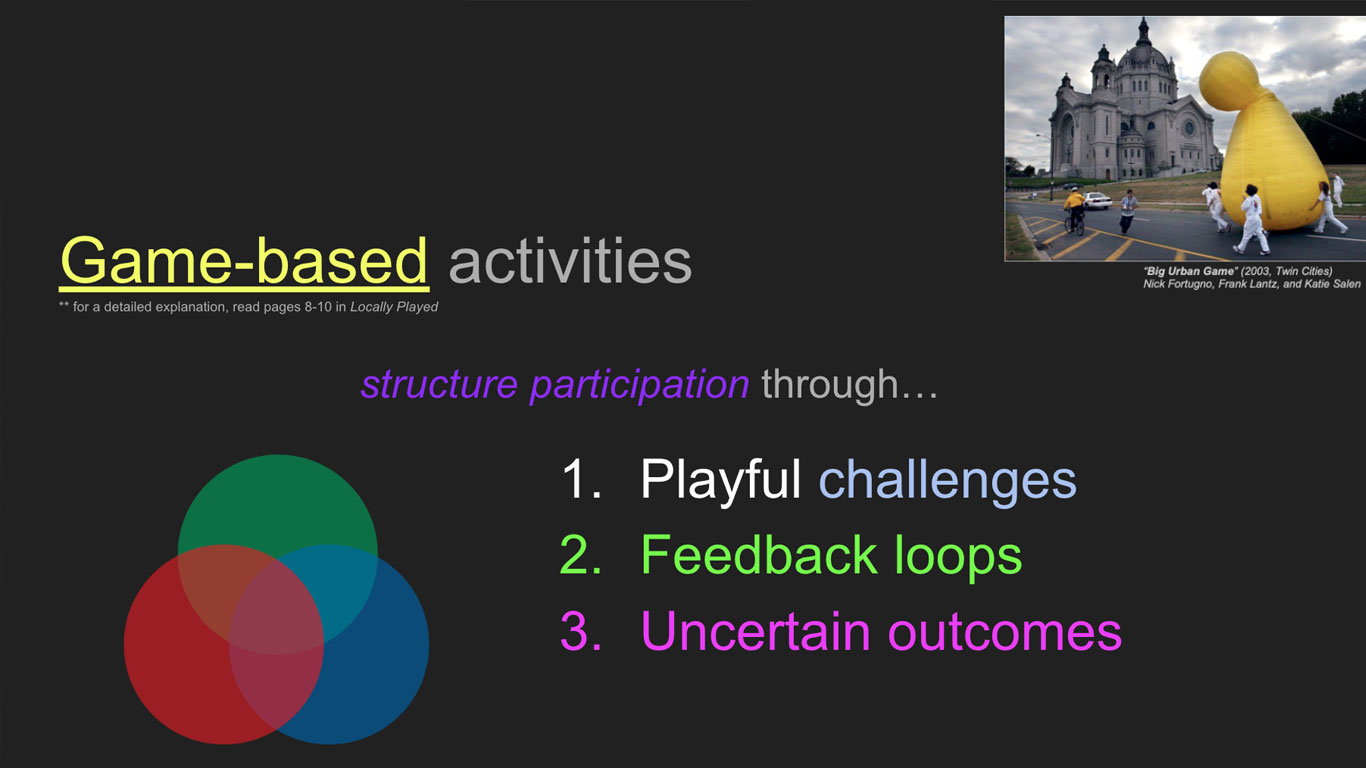 "Big Urban Game" (2003, Twin Cities)
Nick Fortugno, Frank Lantz, and Katie Salen
Game-based activities
** for a detailed explanation, read pages 8-10 in Locally Played
structure participation through…
1. Playful challenges
2. Feedback loops
3. Uncertain outcomes